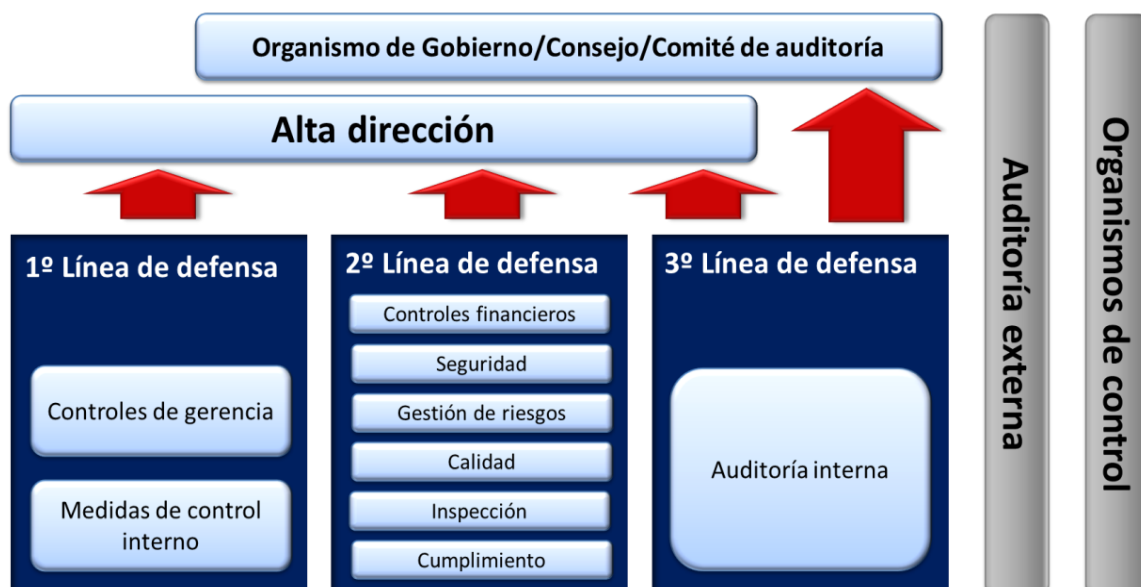 Organismo de Gobierno/Consejo/Comité de auditoría
Alta dirección
1º Línea de defensa
Controles de gerencia
Medidas de control
interno
2º Línea de defensa
Controles financieros
Seguridad
Gestión de riesgos
Calidad
Inspección
Cumplimiento
3º Línea de defensa
Auditoría interna
Auditoría externa
Organismos de control